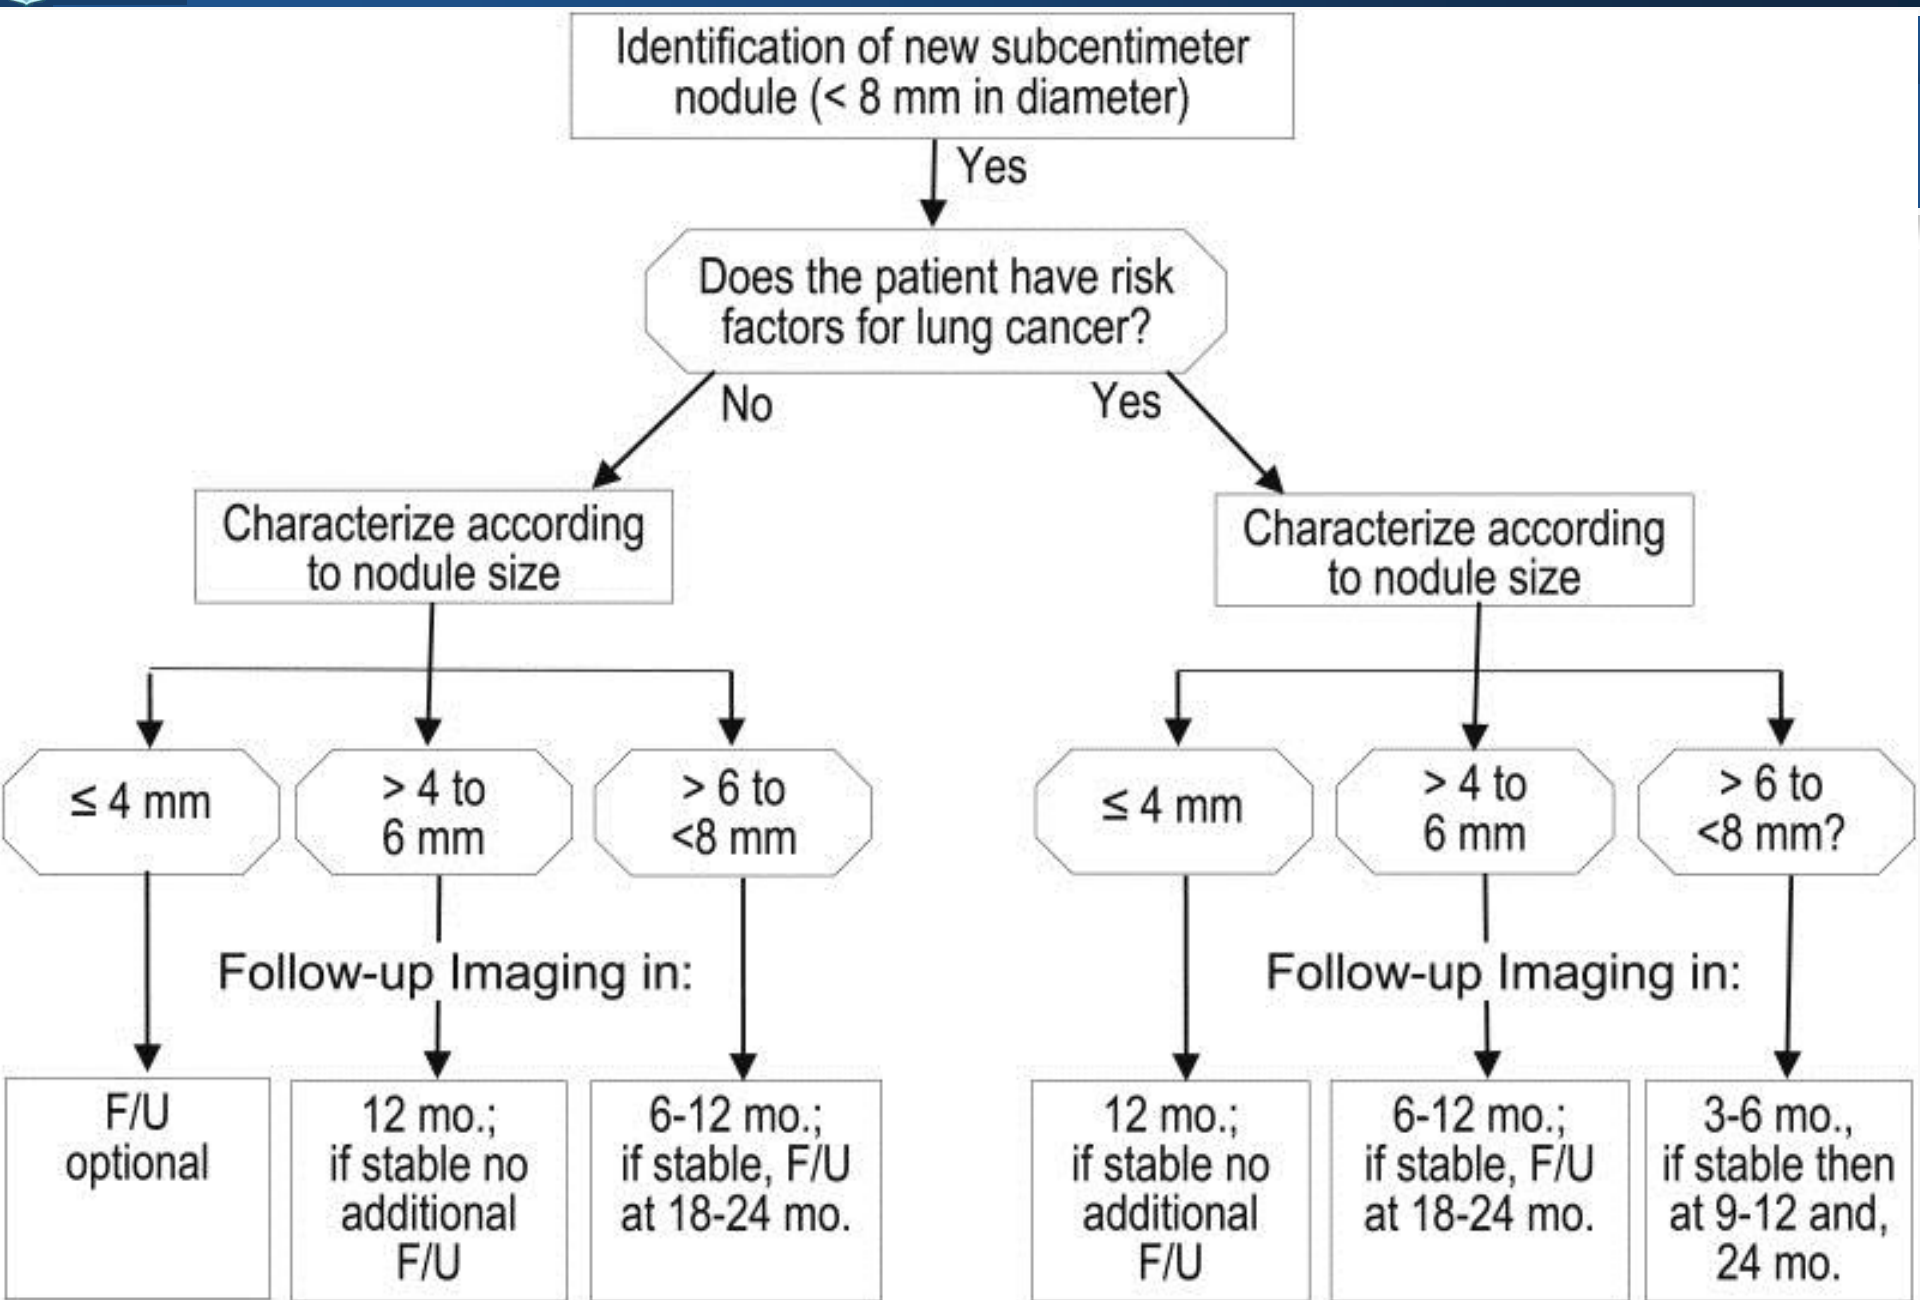 Identification of new subcentimeter
nodule (< 8 mm in diameter)
Yes
Does the patient have risk
factors for lung cancer?
No
Yes
Characterize according
to nodule size
Characterize according
to nodule size
≤ 4 mm
> 4 to
6 mm
> 6 to
<8 mm
≤ 4 mm
> 4 to
6 mm
> 6 to
<8 mm?
Follow-up Imaging in:
Follow-up Imaging in:
F/U
optional
12 mo.;
if stable no
additional
F/U
6-12 mo.;
if stable, F/U
at 18-24 mo.
12 mo.;
if stable no
additional
F/U
6-12 mo.;
if stable, F/U
at 18-24 mo.
3-6 mo.,
if stable then
at 9-12 and,
24 mo.